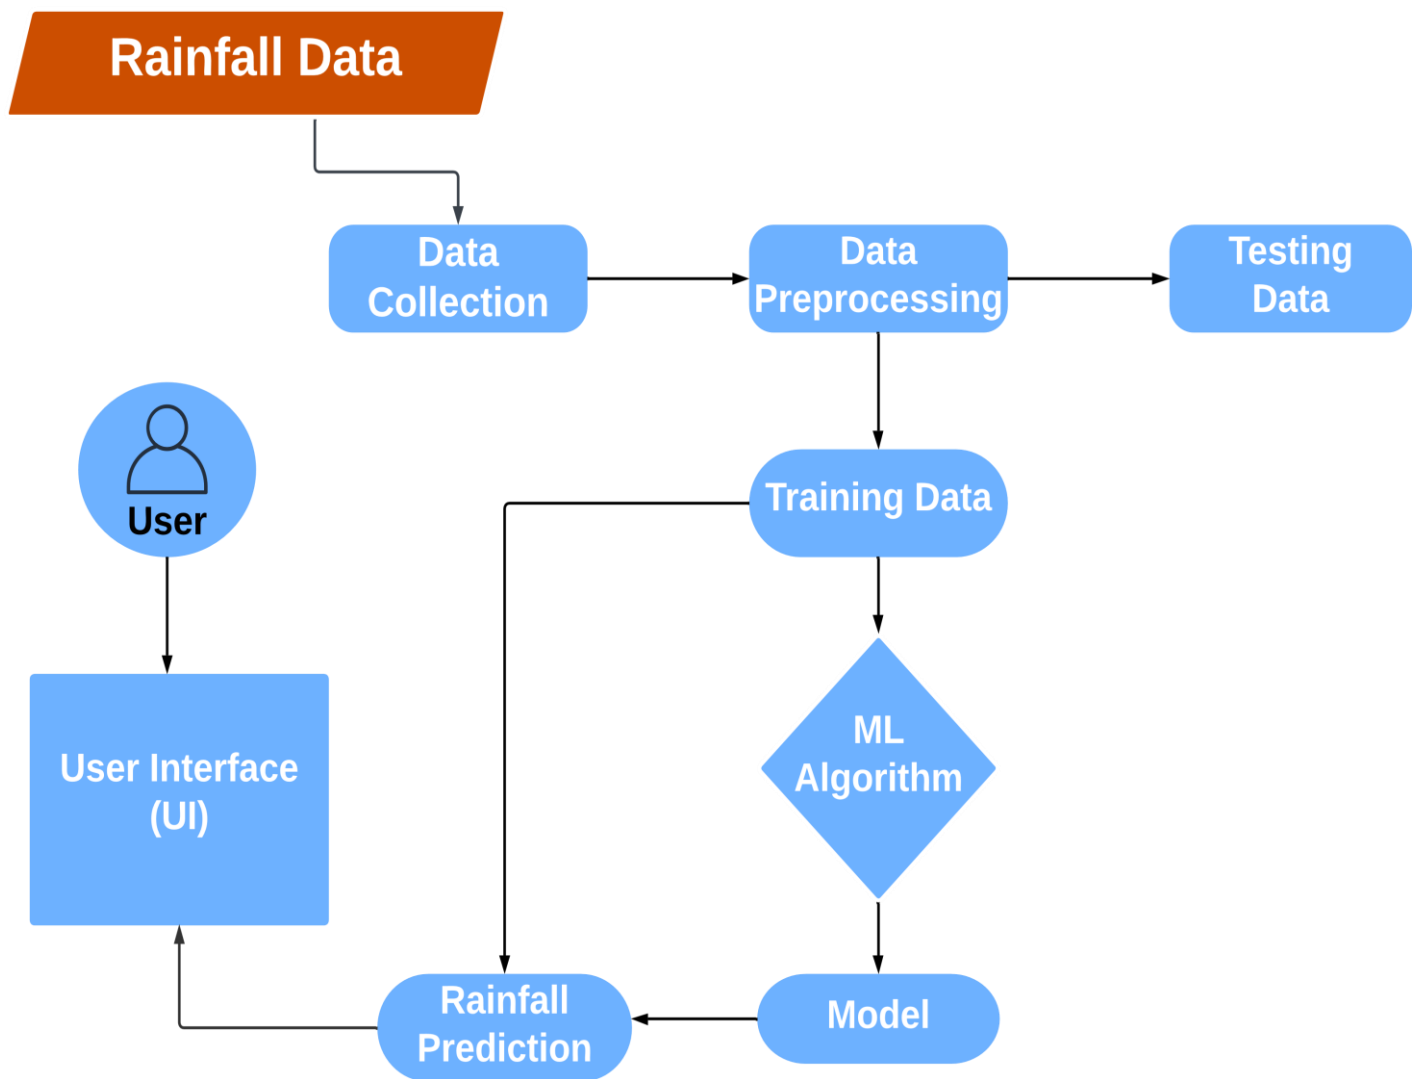 Rainfall Data
Data
Collection
Data
Preprocessing
Testing
Data
User
Training Data
User Interface
(UI)
ML
Algorithm
Rainfall
Prediction
Model